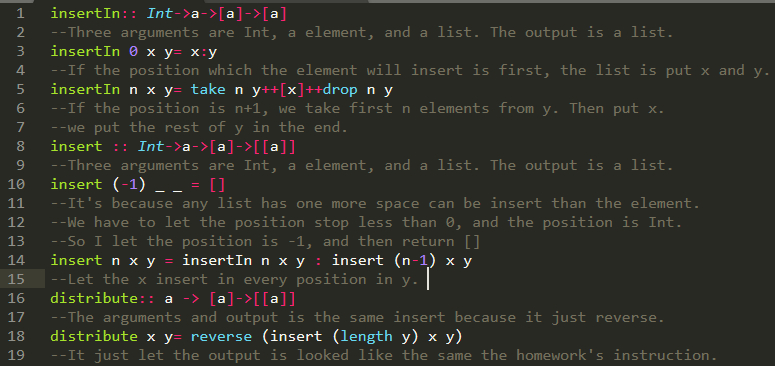 1 insertIn:: Int->a->[a]->[a]
2 --Three arguments are Int, a element, and a list. The output is a list.
3 insertIn 0 x y= x:y
4 --If the position which the element will insert is first, the list is put x and y.
5 insertIn n x y= take n y++[x]++drop n y
6 --If the position is n+1, we take first n elements from y. Then put x.
7 --we put the rest of y in the end.
8 insert :: Int->a->[a]->[[a]]
9 --Three arguments are Int, a element, and a list. The output is a list.
10 insert (-1) _ _ = []
11 --It's because any list has one more space can be insert than the element.
12 --We have to let the position stop less than 0, and the position is Int.
13 --So I let the position is -1, and then return []
14 insert n x y = insertIn n x y : insert (n-1) x y
15 --Let the x insert in every position in y.
16 distribute:: a -> [a]->[[a]]
17 --The arguments and output is the same insert because it just reverse.
18 distribute x y= reverse (insert (length y) x y)
19 --It just let the output is looked like the same the homework's instruction.